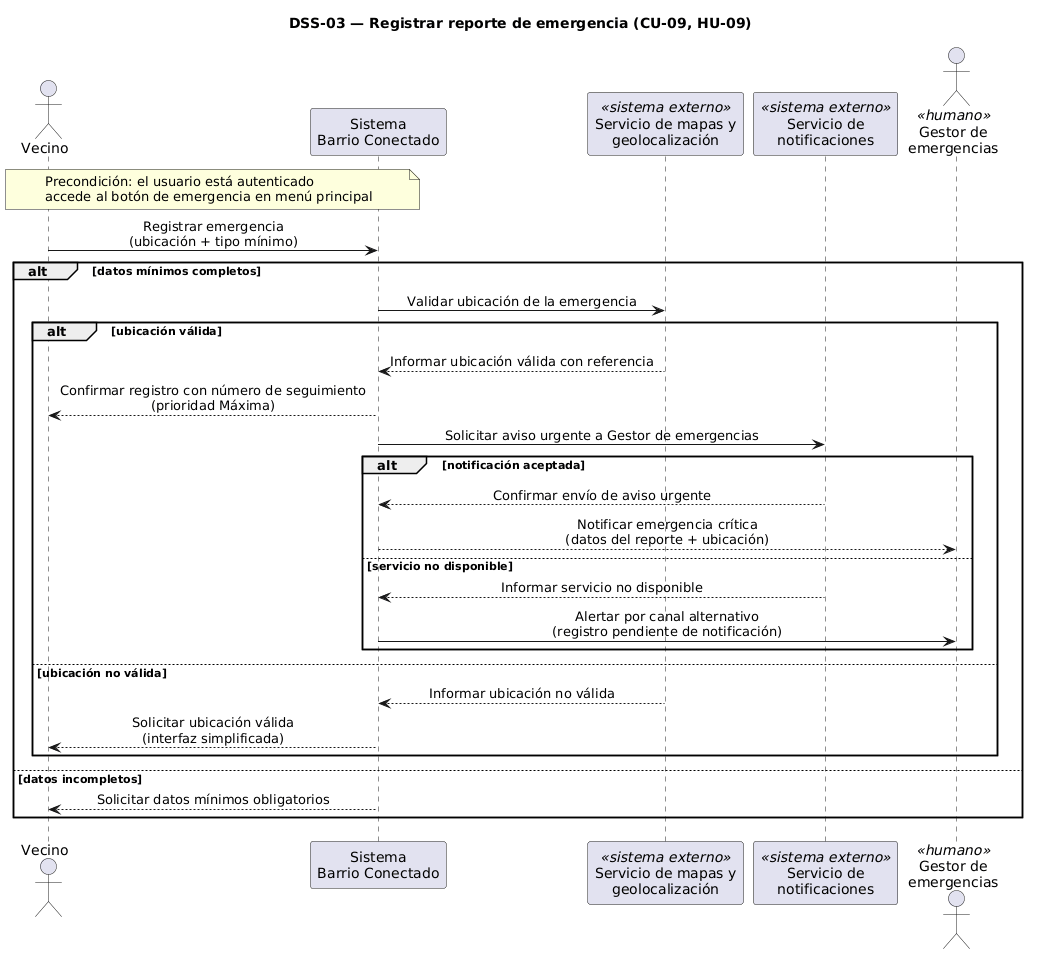 DSS-03 — Registrar reporte de emergencia (CU-09, HU-09)
Vecino
Sistema
Barrio Conectado
«sistema externo»
Servicio de mapas y
geolocalización
«sistema externo»
Servicio de
notificaciones
«humano»
Gestor de
emergencias
Precondición: el usuario está autenticado
accede al botón de emergencia en menú principal
Registrar emergencia
(ubicación + tipo mínimo)
alt [datos mínimos completos]
Validar ubicación de la emergencia
alt [ubicación válida]
Informar ubicación válida con referencia
Confirmar registro con número de seguimiento
(prioridad Máxima)
Solicitar aviso urgente a Gestor de emergencias
alt [notificación aceptada]
Confirmar envío de aviso urgente
Notificar emergencia crítica
(datos del reporte + ubicación)
[servicio no disponible]
Informar servicio no disponible
Alertar por canal alternativo
(registro pendiente de notificación)
[ubicación no válida]
Informar ubicación no válida
Solicitar ubicación válida
(interfaz simplificada)
[datos incompletos]
Solicitar datos mínimos obligatorios
Vecino
Sistema
Barrio Conectado
«sistema externo»
Servicio de mapas y
geolocalización
«sistema externo»
Servicio de
notificaciones
«humano»
Gestor de
emergencias